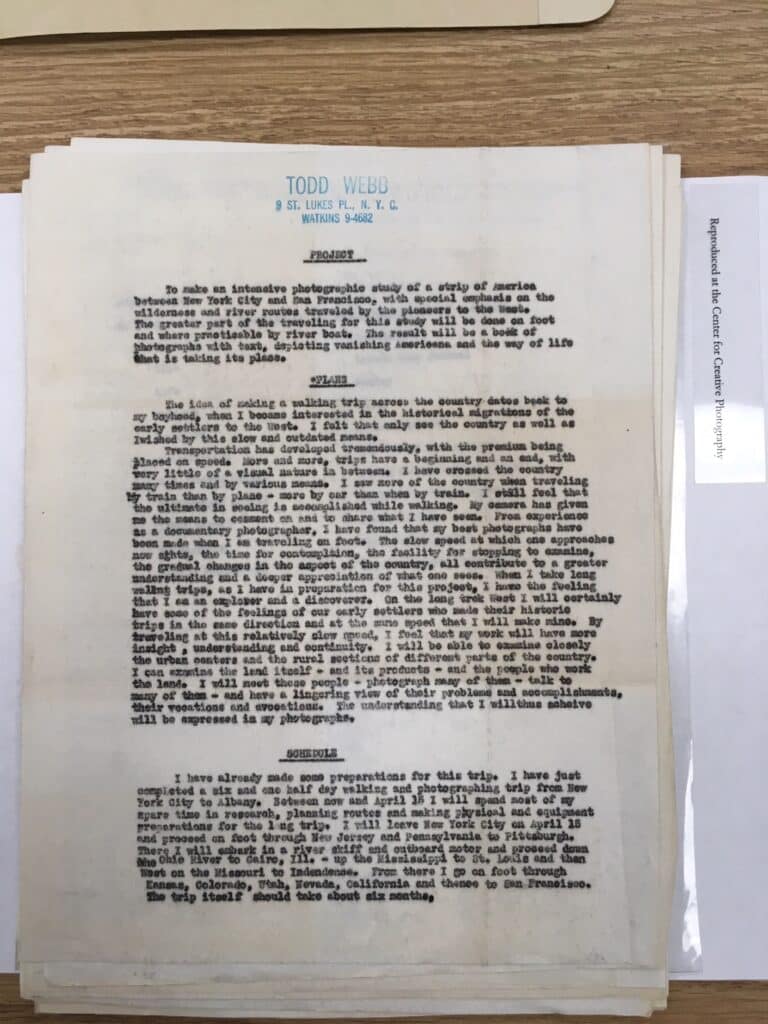 TODD WEBB
9 ST. LUKES PL., N. Y. C.
WATKINS 9-4682
PROJECT
To make an intensive photographic study of a strip of America
between New York City and San Francisco, with special emphasis on the
wilderness and river routes traveled by the pioneers to the West.
The greater part of the traveling for this study will be done on foot
and where practicable by river boat. The result will be a book of
photographs with text, depicting vanishing Americana and the way of life
that is taking its place.
PLANS
The idea of making a walking trip across the country dates back to
my boyhood, when I became interested in the historical migrations of the
early settlers to the West. I felt that only see the country as well as
Iwished by this slow and outdated means.
Transportation has developed tremendously, with the premium being
placed on speed. More and more, trips have a beginning and an end, with
very little of a visual nature in between. I have crossed the country
many times and by various means. I saw more of the country when traveling
by train than by plane - more by car than when by train. I still feel that
the ultimate in seeing is accomplished while walking. My camera has given
me the means to comment on and to share what I have seen. From experience
as a documentary photographer, I have found that my best photographs have
been made when I am traveling on foot. The slow speed at which one approaches
new sights, the time for contemplaion, the facility for stopping to examine,
the gradual changes in the aspect of the country, all contribute to a greater
understanding and a deeper appreciation of what one sees. When I take long
walking trips, as I have in preparation for this project, I have the feeling
that I am an explorer and a discoverer. On the long trek West I will certainly
have some of the feelings of our early settlers who made their historic
trips in the same direction and at the same speed that I will make mine. By
traveling at this relatively slow speed, I feel that my work will have more
insight, understanding and continuity. I will be able to examine closely
the urban centers and the rural sections of different parts of the country.
I can examine the land itself - and its products - and the people who work
the land. I will meet these people - photograph many of them - talk to
many of them - and have a lingering view of their problems and accomplishments,
their vocations and avocations. The understanding that I willthus acheive
will be expressed in my photographs.
SCHEDULE
I have already made some preparations for this trip. I have just
completed a six and one half day walking and photographing trip from New
York City to Albany. Between now and April 15 I will spend most of my
spare time in research, planning routes and making physical and equipment
preparations for the long trip. I will leave New York City on April 15
and proceed on foot through New Jersey and Pennsylvania to Pittsburgh.
There I will embark in a river skiff and outboard motor and proceed down
the Ohio River to Cairo, Ill. - up the Mississippi to St. Louis and then
West on the Missouri to Indendence. From there I go on foot through
Kansas, Colorado, Utah, Nevada, California and thence to San Francisco.
The trip itself should take about six months.
Reproduced at the Center for Creative Photography